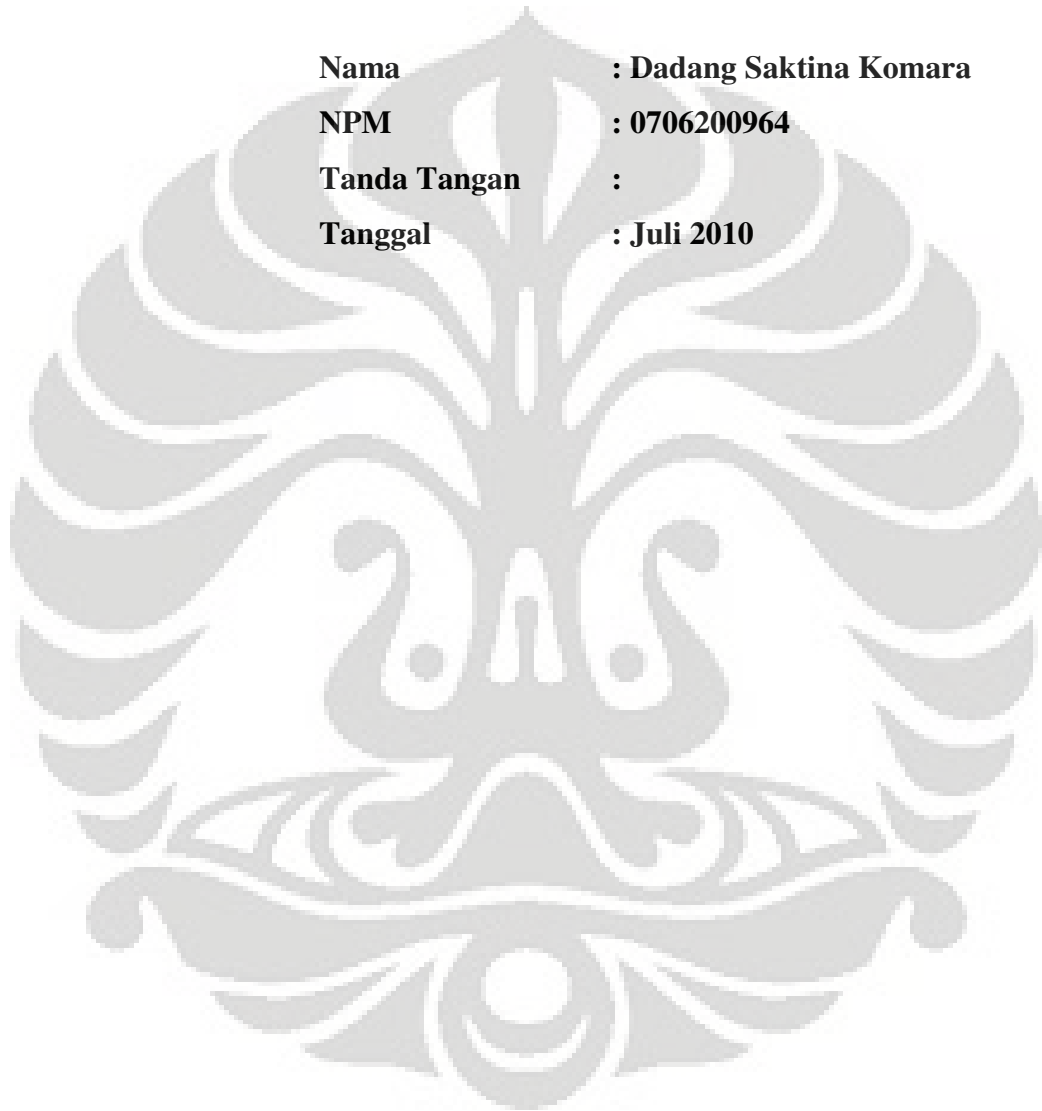 Nama : Dadang Saktina Komara
NPM : 0706200964
Tanda Tangan :
Tanggal : Juli 2010